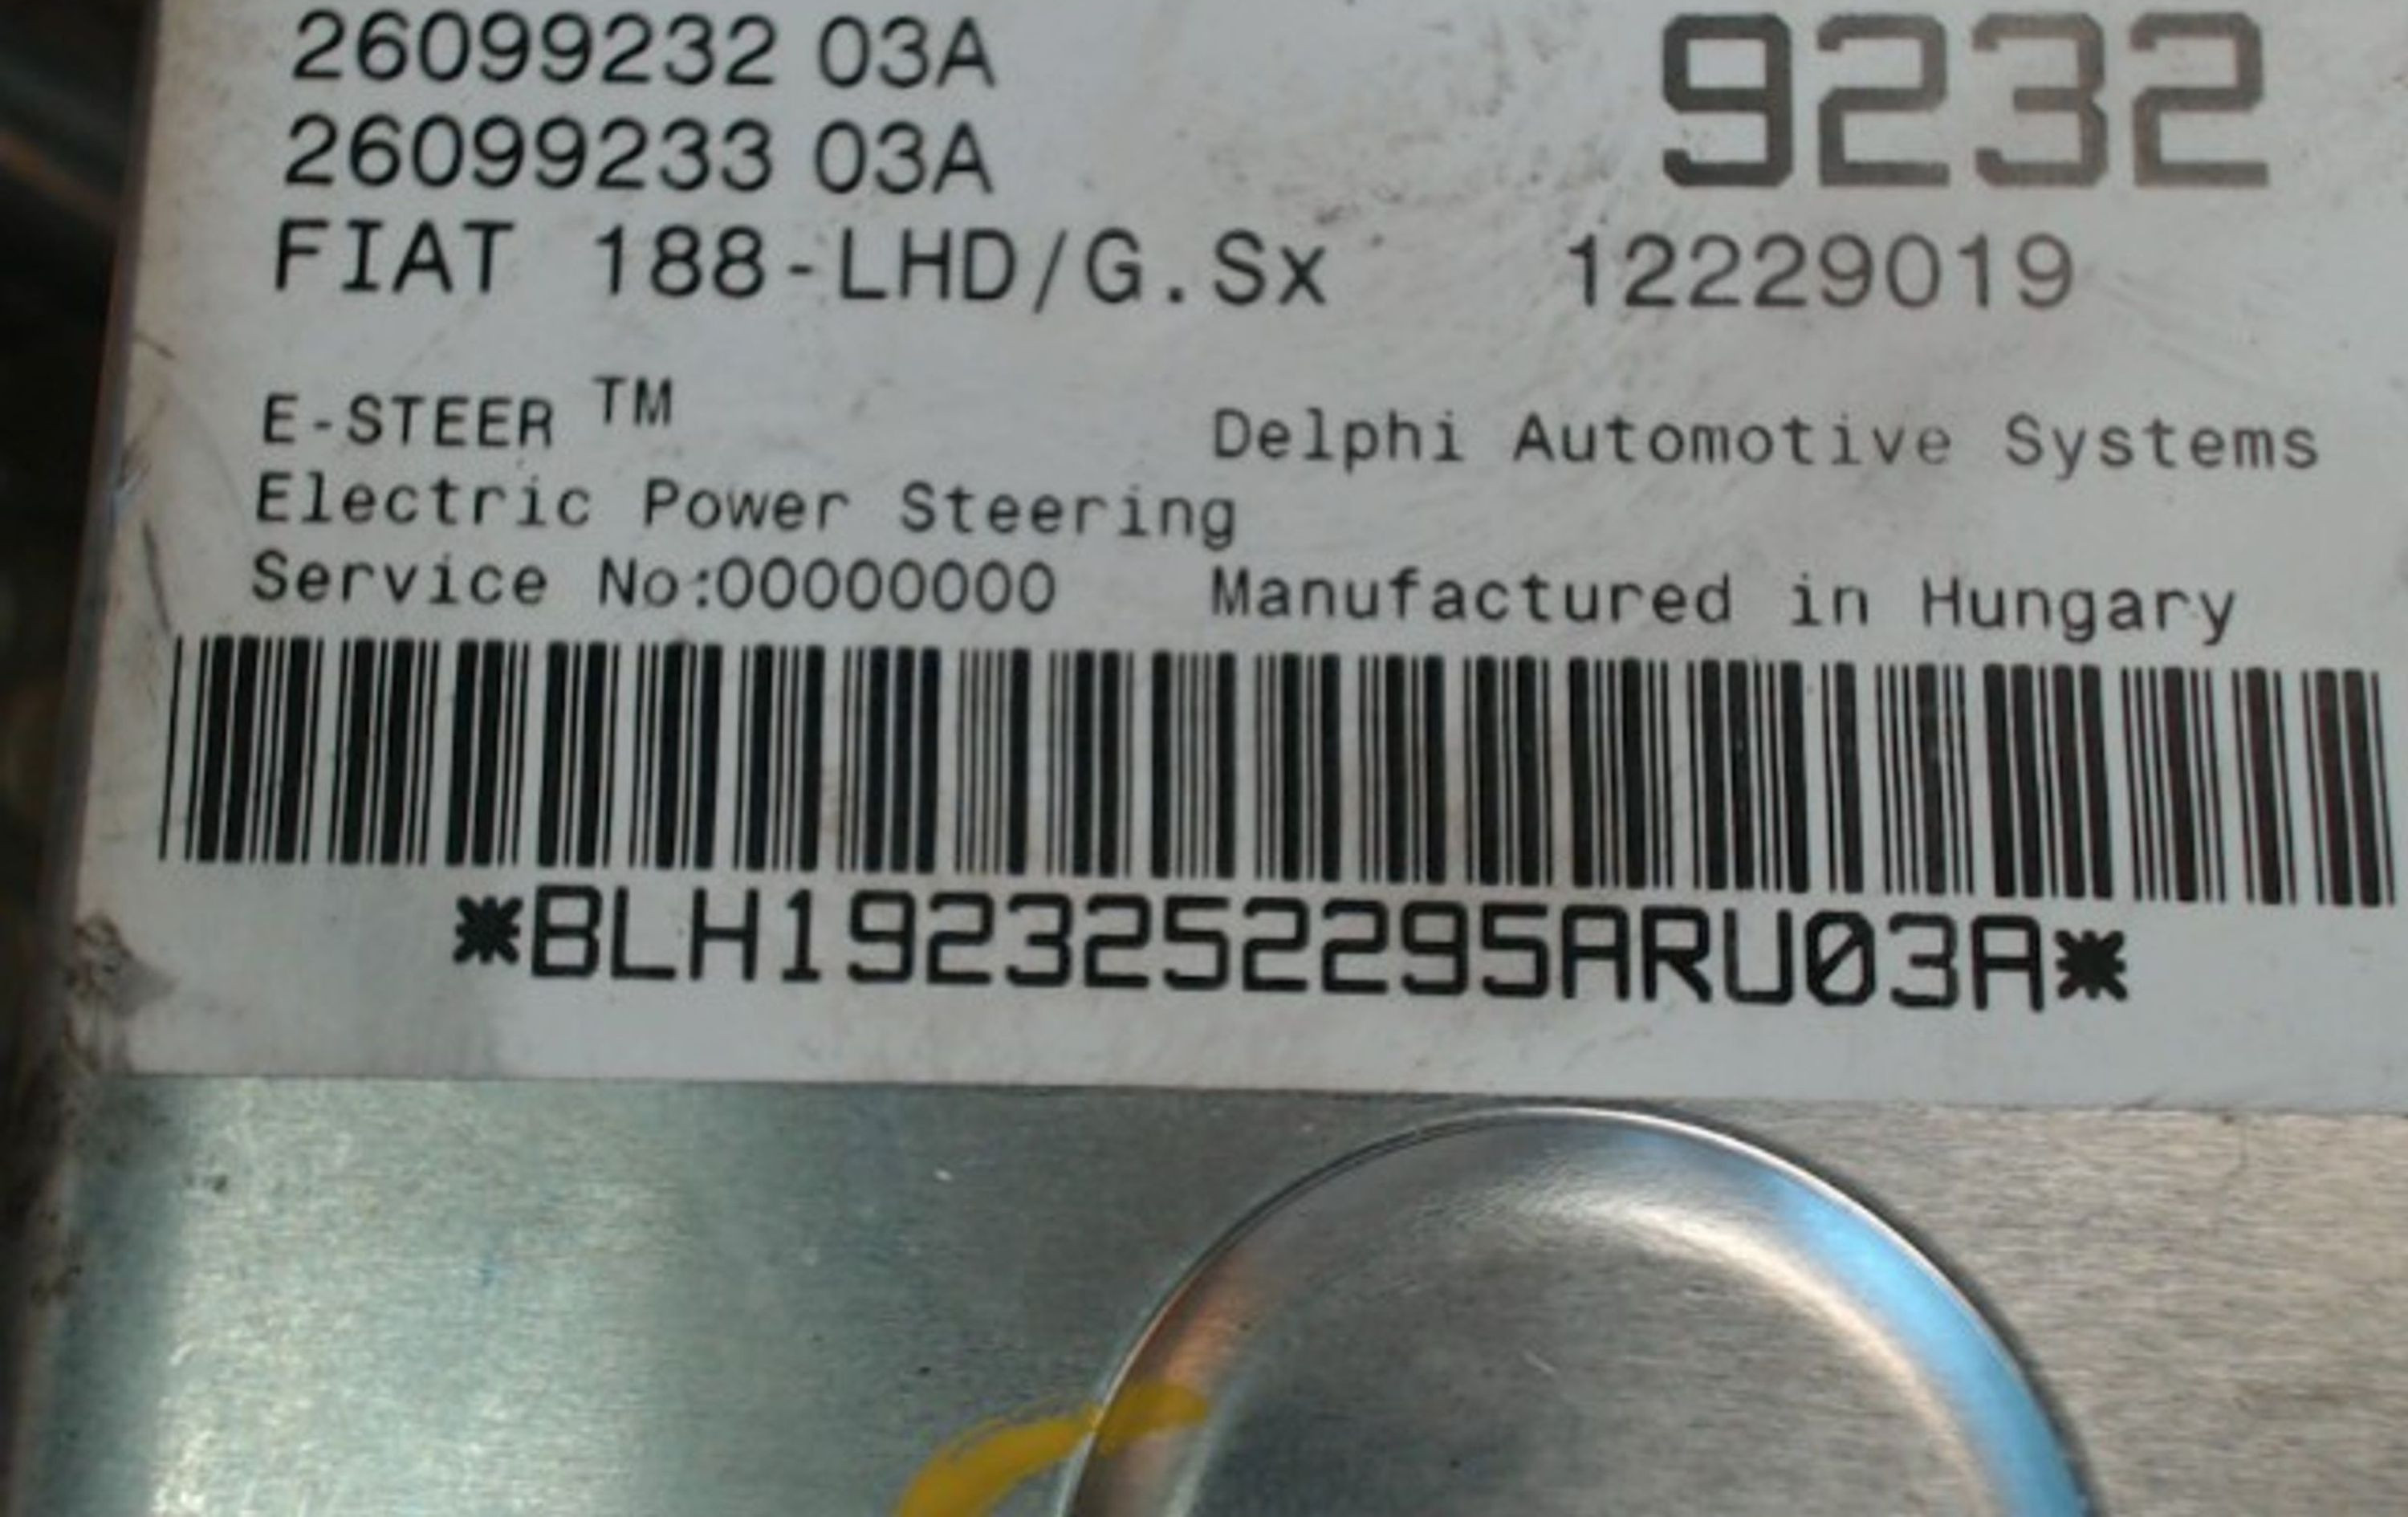 26099232 03A 9232
26099233 03A
FIAT 188-LHD/G.Sx 12229019
E-STEER TM Delphi Automotive Systems
Electric Power Steering
Service No:00000000 Manufactured in Hungary
*BLH1923252295ARU03A*